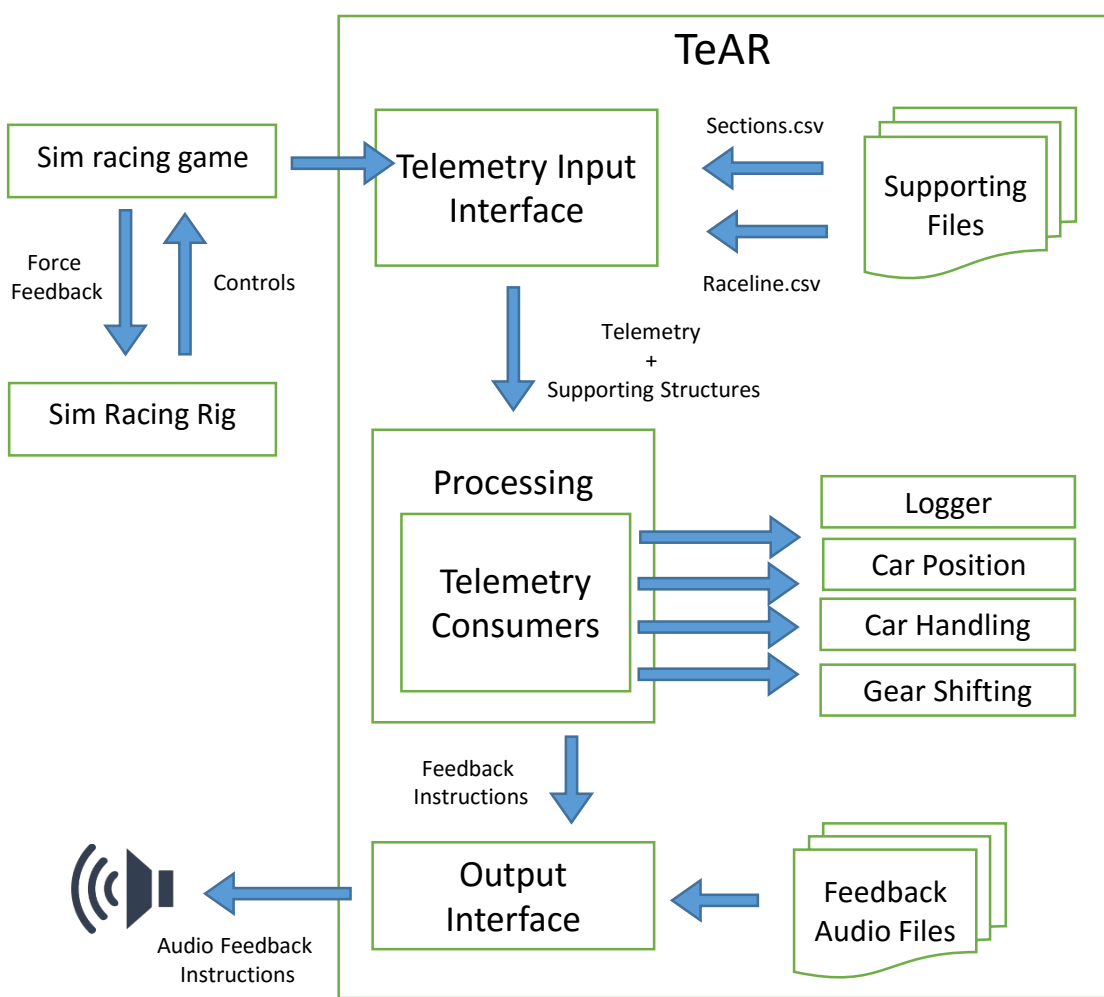 TeAR
Sim racing game
Force
Feedback
Controls
Sim Racing Rig
Telemetry Input
Interface
Sections.csv
Raceline.csv
Supporting
Files
Telemetry
+
Supporting Structures
Processing
Telemetry
Consumers
Logger
Car Position
Car Handling
Gear Shifting
Feedback
Instructions
Output
Interface
Feedback
Audio Files
Audio Feedback
Instructions